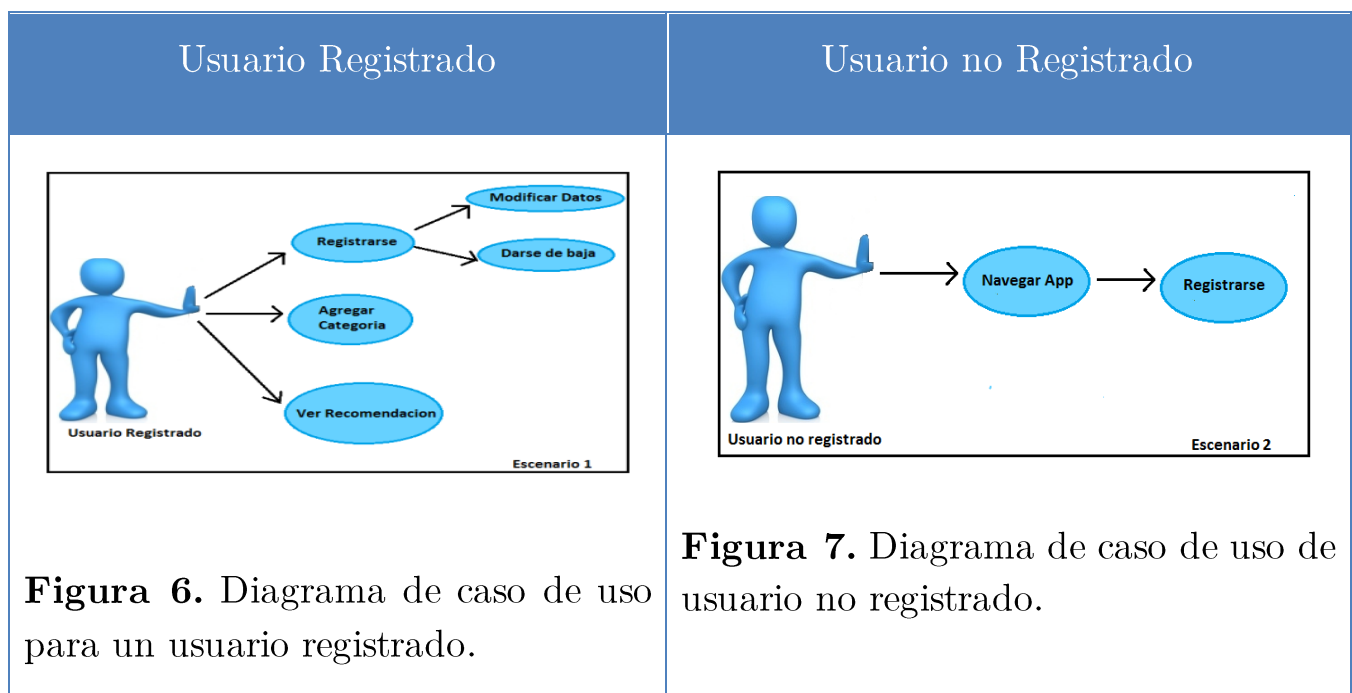 Usuario Registrado
Usuario no Registrado
Modificar Datos
Registrarse
Darse de baja
Agregar
Categoria
Ver Recomendacion
Usuario Registrado
Escenario 1
Figura 6. Diagrama de caso de uso
para un usuario registrado.
Navegar App
Registrarse
Usuario no registrado
Escenario 2
Figura 7. Diagrama de caso de uso de
usuario no registrado.